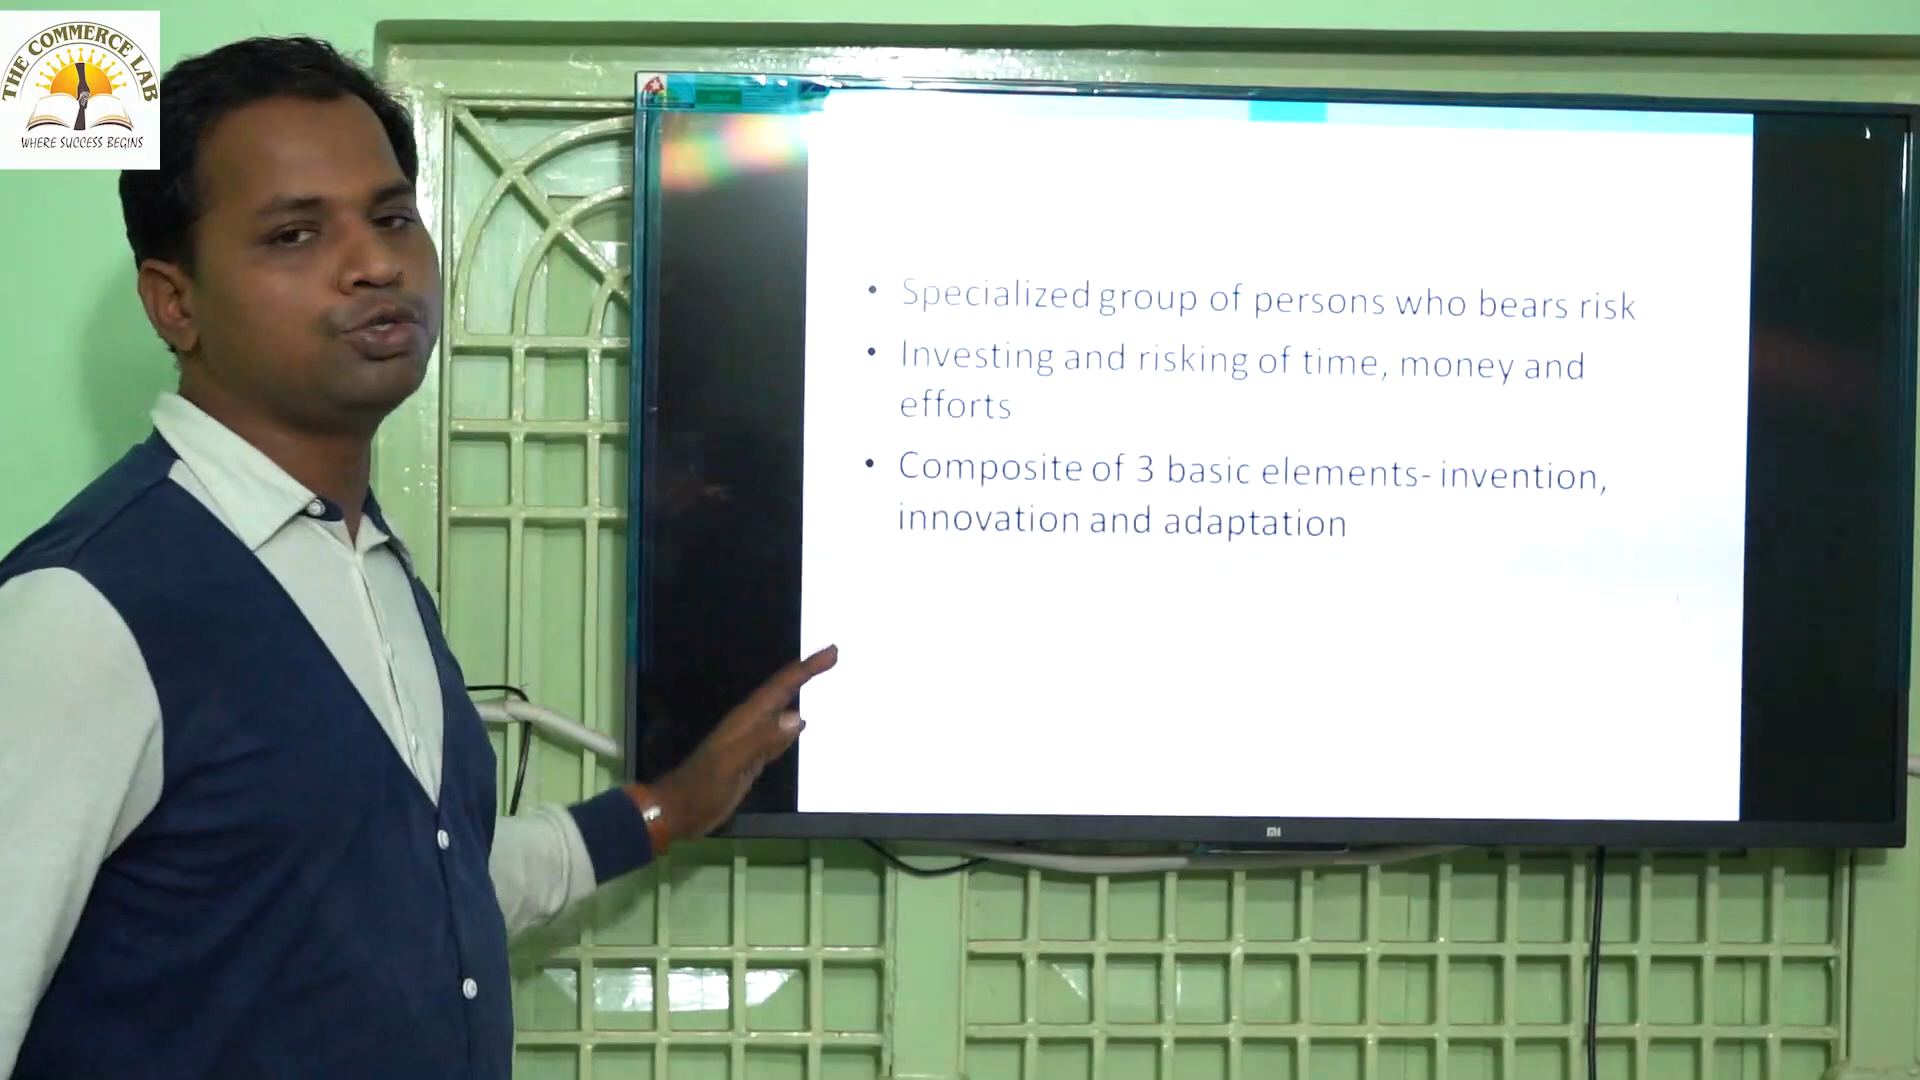 THE COMMERCE LAB
WHERE SUCCESS BEGINS
• Specialized group of persons who bears risk
• Investing and risking of time, money and
efforts
• Composite of 3 basic elements- invention,
innovation and adaptation
mi